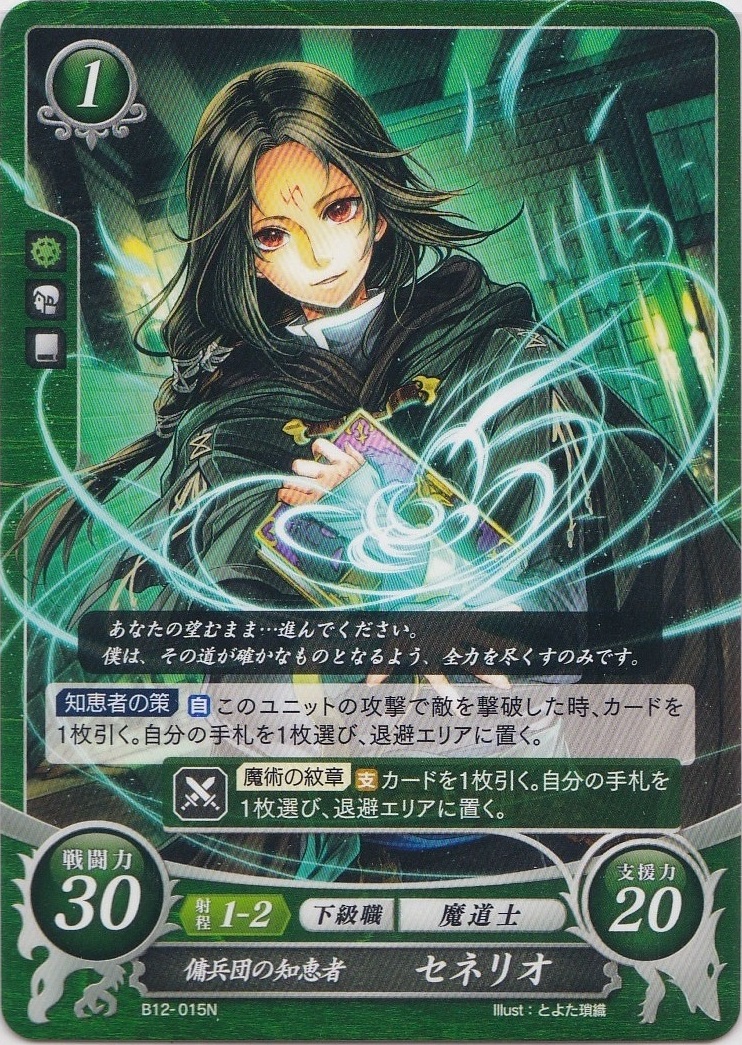 1
あなたの望むまま…進んでください。
僕は、その道が確かなものとなるよう、全力を尽くすのみです。
知恵者の策 自 このユニットの攻撃で敵を撃破した時、カードを
1枚引く。自分の手札を1枚選び、退避エリアに置く。
魔術の紋章 支 カードを1枚引く。自分の手札を
1枚選び、退避エリアに置く。
戦闘力
30
射程 1-2 下級職 魔道士
支援力
20
傭兵団の知恵者 セネリオ
B12-015N Illust：とよた瑣織